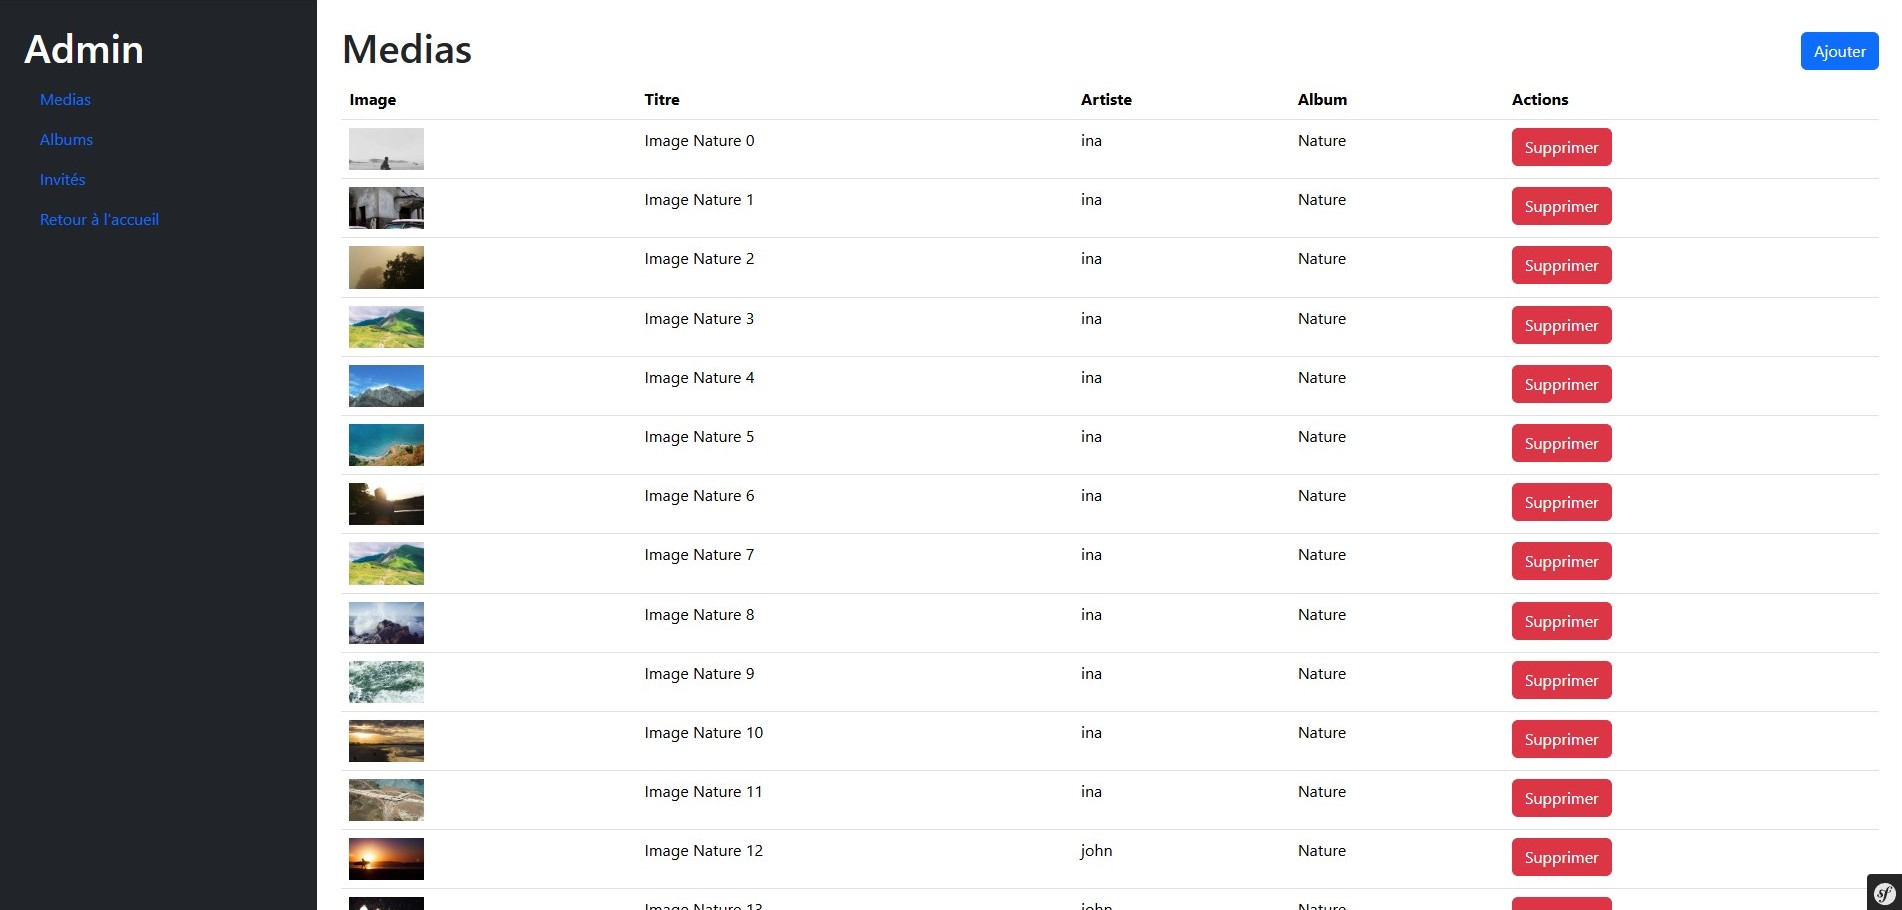 Admin
Medias
Albums
Invités
Retour à l'accueil
Medias
Ajouter
Image Titre Artiste Album Actions
Image Nature 0 ina Nature Supprimer
Image Nature 1 ina Nature Supprimer
Image Nature 2 ina Nature Supprimer
Image Nature 3 ina Nature Supprimer
Image Nature 4 ina Nature Supprimer
Image Nature 5 ina Nature Supprimer
Image Nature 6 ina Nature Supprimer
Image Nature 7 ina Nature Supprimer
Image Nature 8 ina Nature Supprimer
Image Nature 9 ina Nature Supprimer
Image Nature 10 ina Nature Supprimer
Image Nature 11 ina Nature Supprimer
Image Nature 12 john Nature Supprimer
Image Nature 13 john Nature
sf